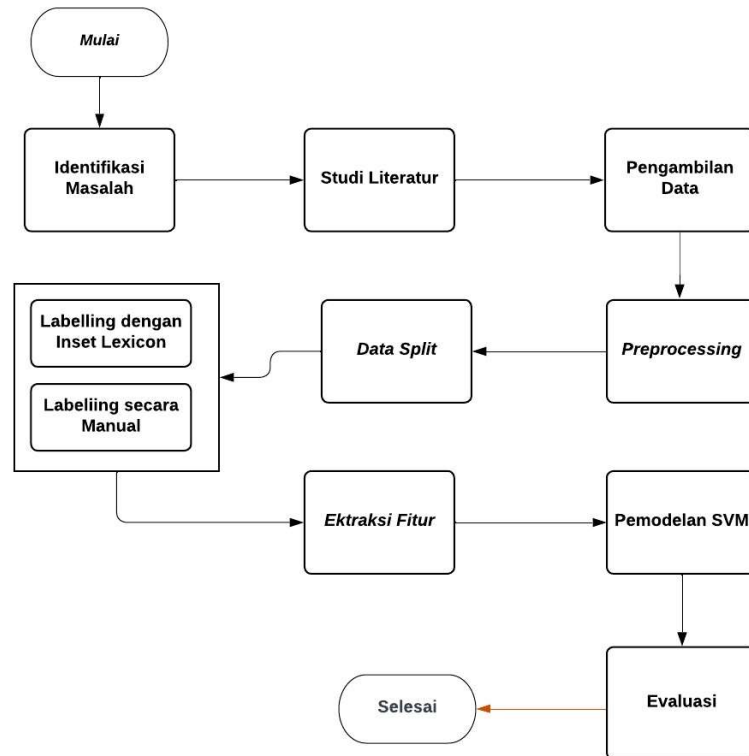 Mulai
Identifikasi
Masalah
Studi Literatur
Pengambilan
Data
Preprocessing
Data Split
Labelling dengan
Inset Lexicon
Labeliing secara
Manual
Ektraksi Fitur
Pemodelan SVM
Evaluasi
Selesai